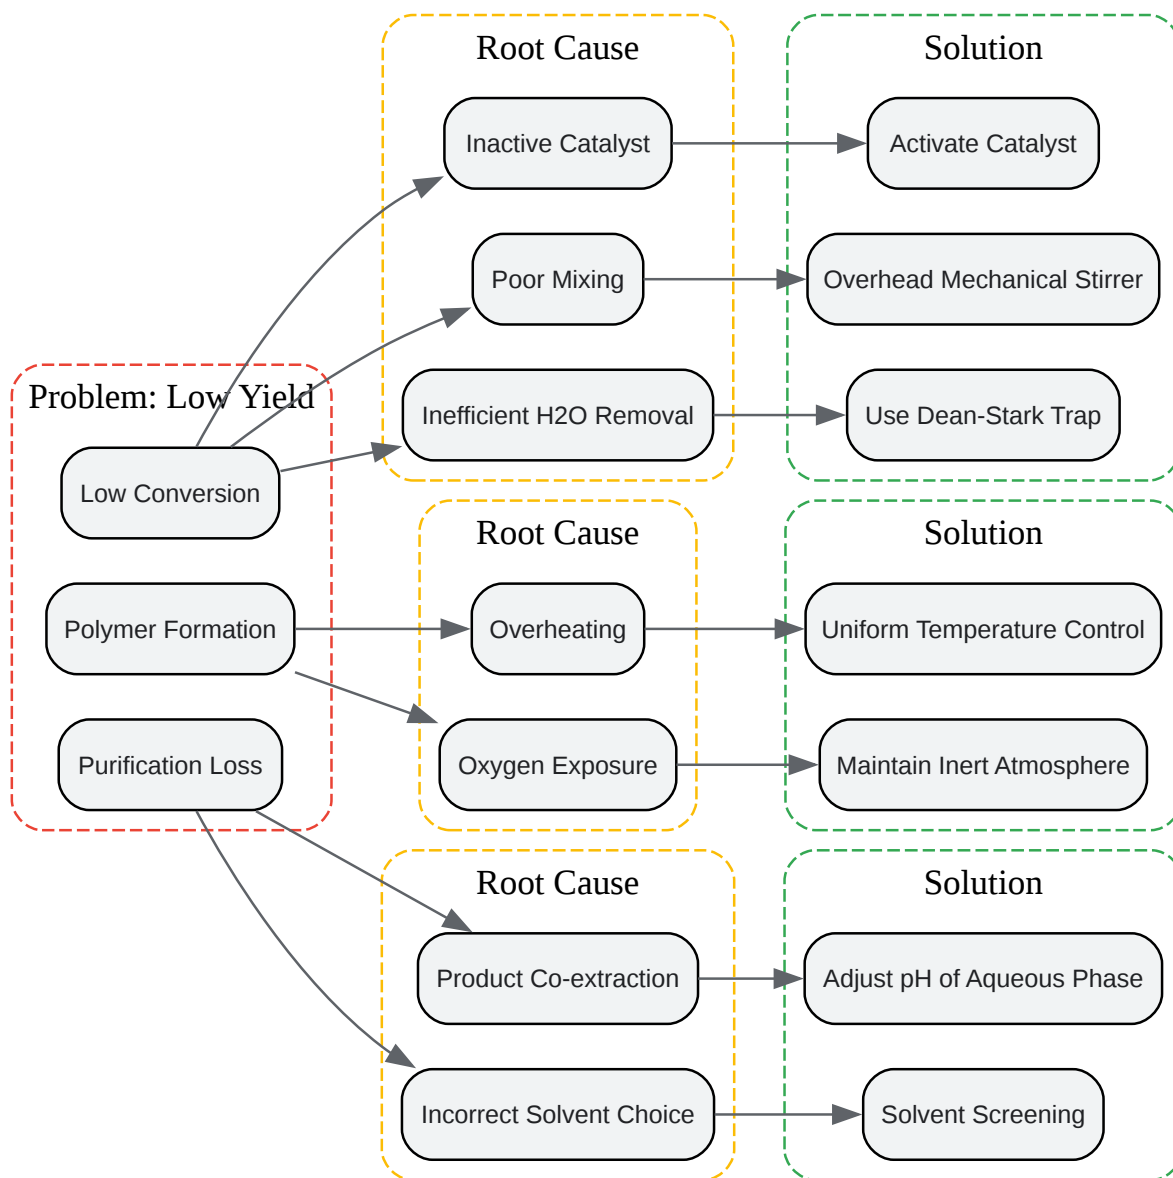 Root Cause
Solution
Inactive Catalyst
Activate Catalyst
Poor Mixing
Overhead Mechanical Stirrer
Problem: Low Yield
Inefficient H2O Removal
Use Dean-Stark Trap
Low Conversion
Root Cause
Solution
Polymer Formation
Overheating
Uniform Temperature Control
Purification Loss
Oxygen Exposure
Maintain Inert Atmosphere
Root Cause
Solution
Product Co-extraction
Adjust pH of Aqueous Phase
Incorrect Solvent Choice
Solvent Screening